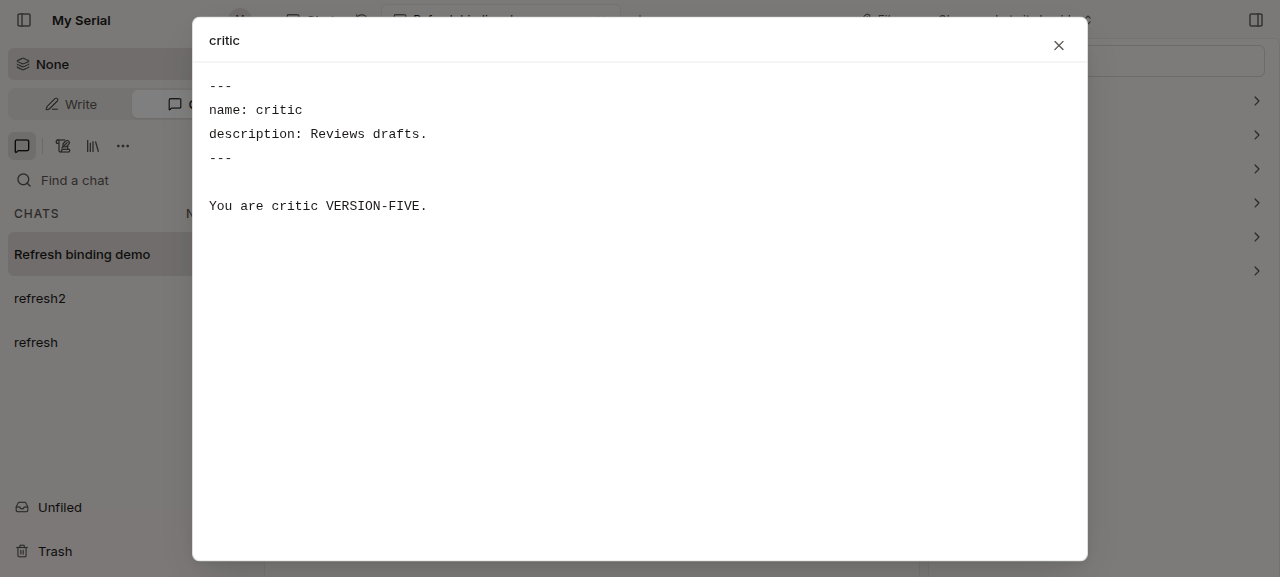 My Serial
None
Write
Find a chat
CHATS
Refresh binding demo
refresh2
refresh
Unfiled
Trash
critic
---
name: critic
description: Reviews drafts.
---
You are critic VERSION-FIVE.